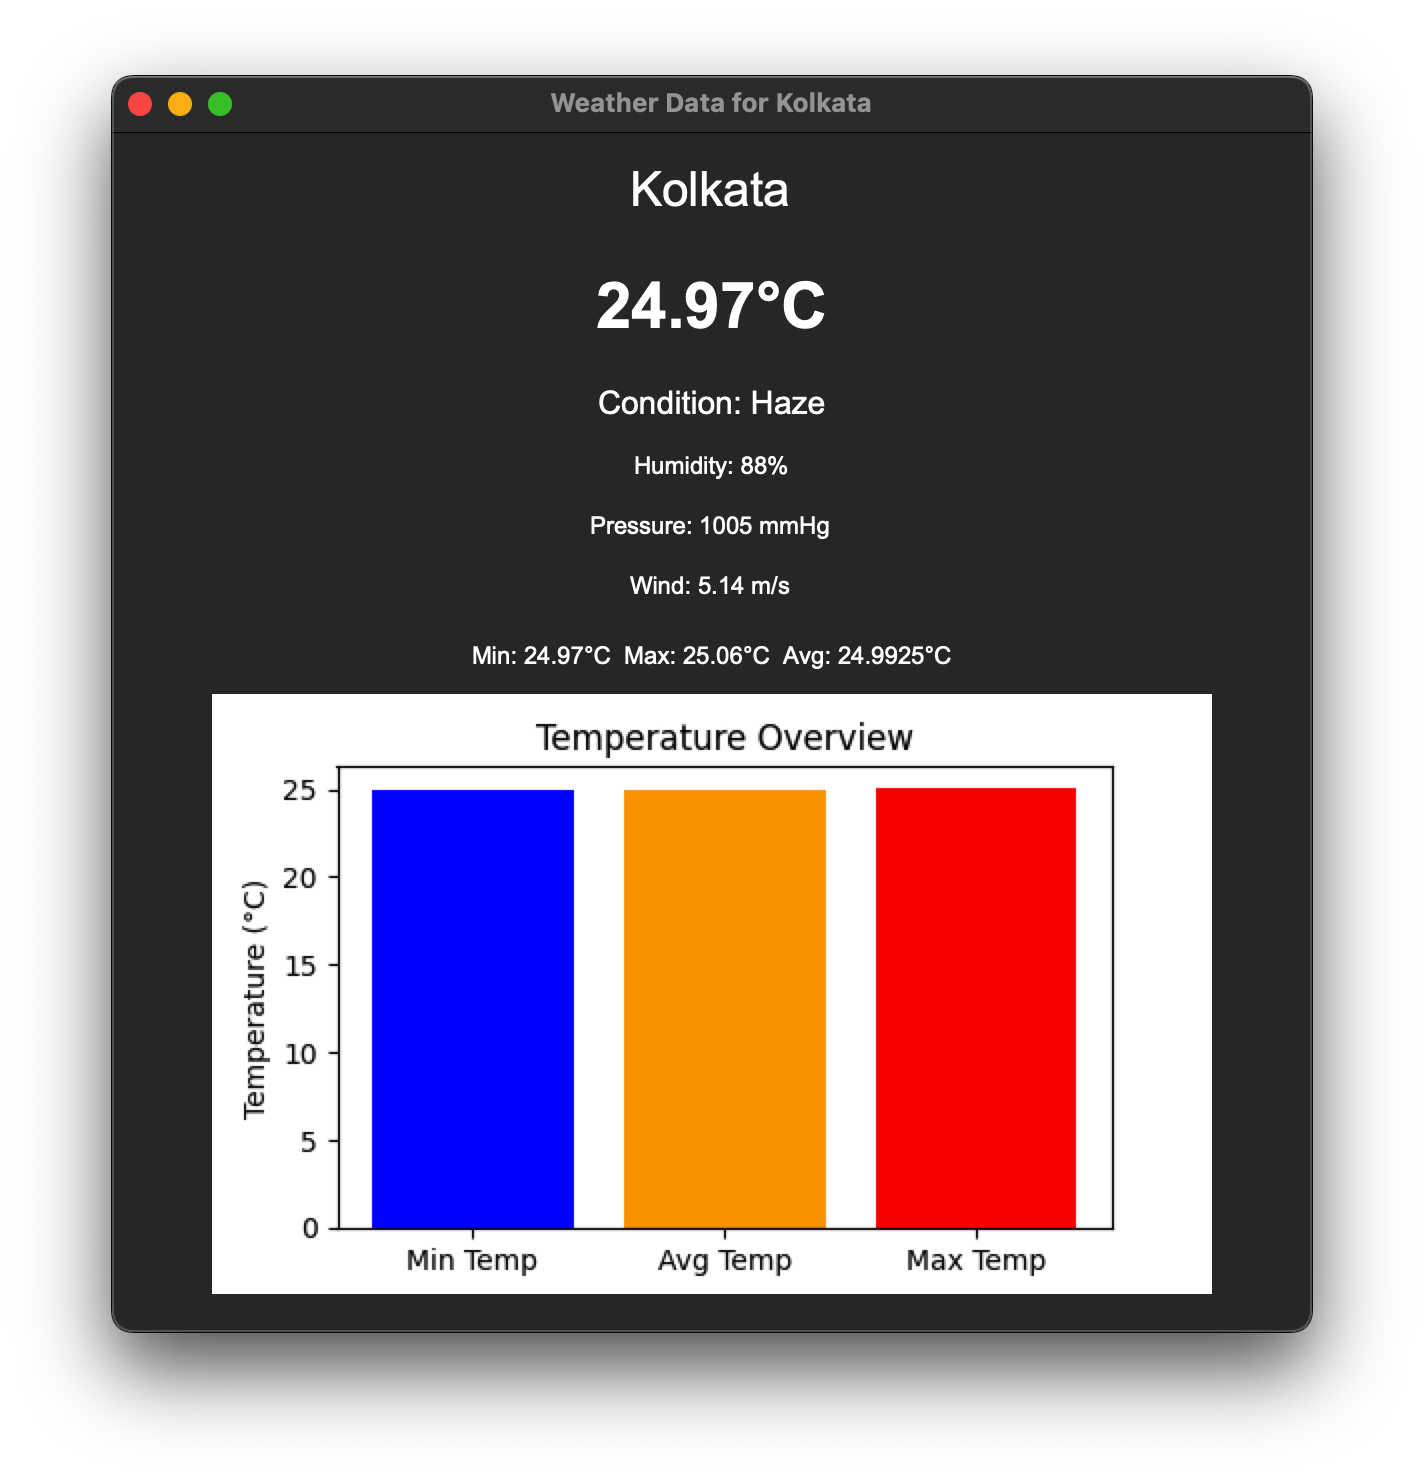 Weather Data for Kolkata
Kolkata
24.97°C
Condition: Haze
Humidity: 88%
Pressure: 1005 mmHg
Wind: 5.14 m/s
Min: 24.97°C  Max: 25.06°C  Avg: 24.9925°C
Temperature Overview
Temperature (°C)
25
20
15
10
5
0
Min Temp Avg Temp Max Temp